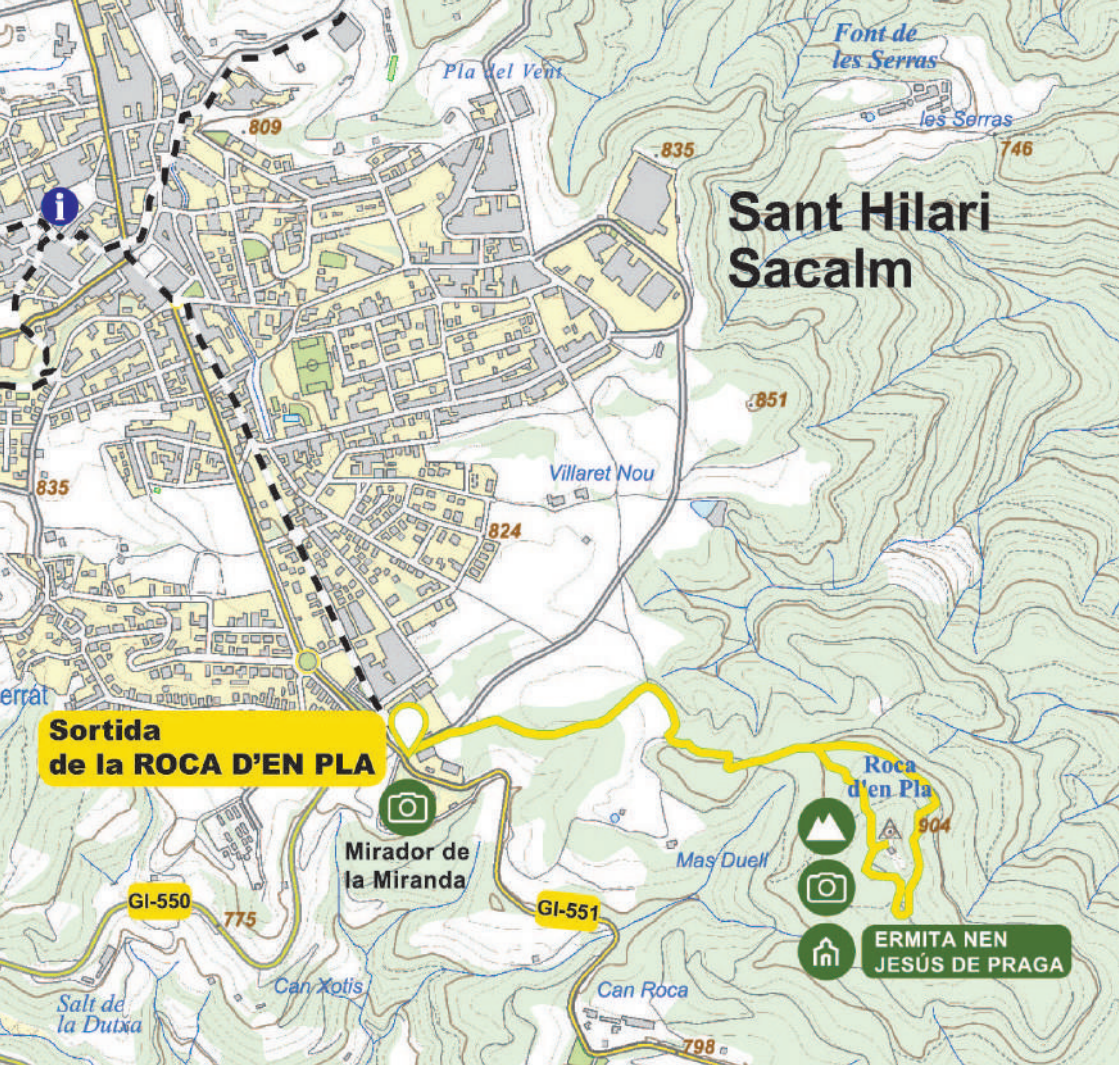 Font de
les Serras
Pla del Vent
809
les Serras
835
746
i
Sant Hilari
Sacalm
851
Villaret Nou
835
824
errat
Sortida
de la ROCA D'EN PLA
Roca
d'en Pla
904
Mirador de
la Miranda
Mas Duell
GI-550
GI-551
775
ERMITA NEN
JESÚS DE PRAGA
Can Xotis
Can Roca
Salt de
la Dutxa
798